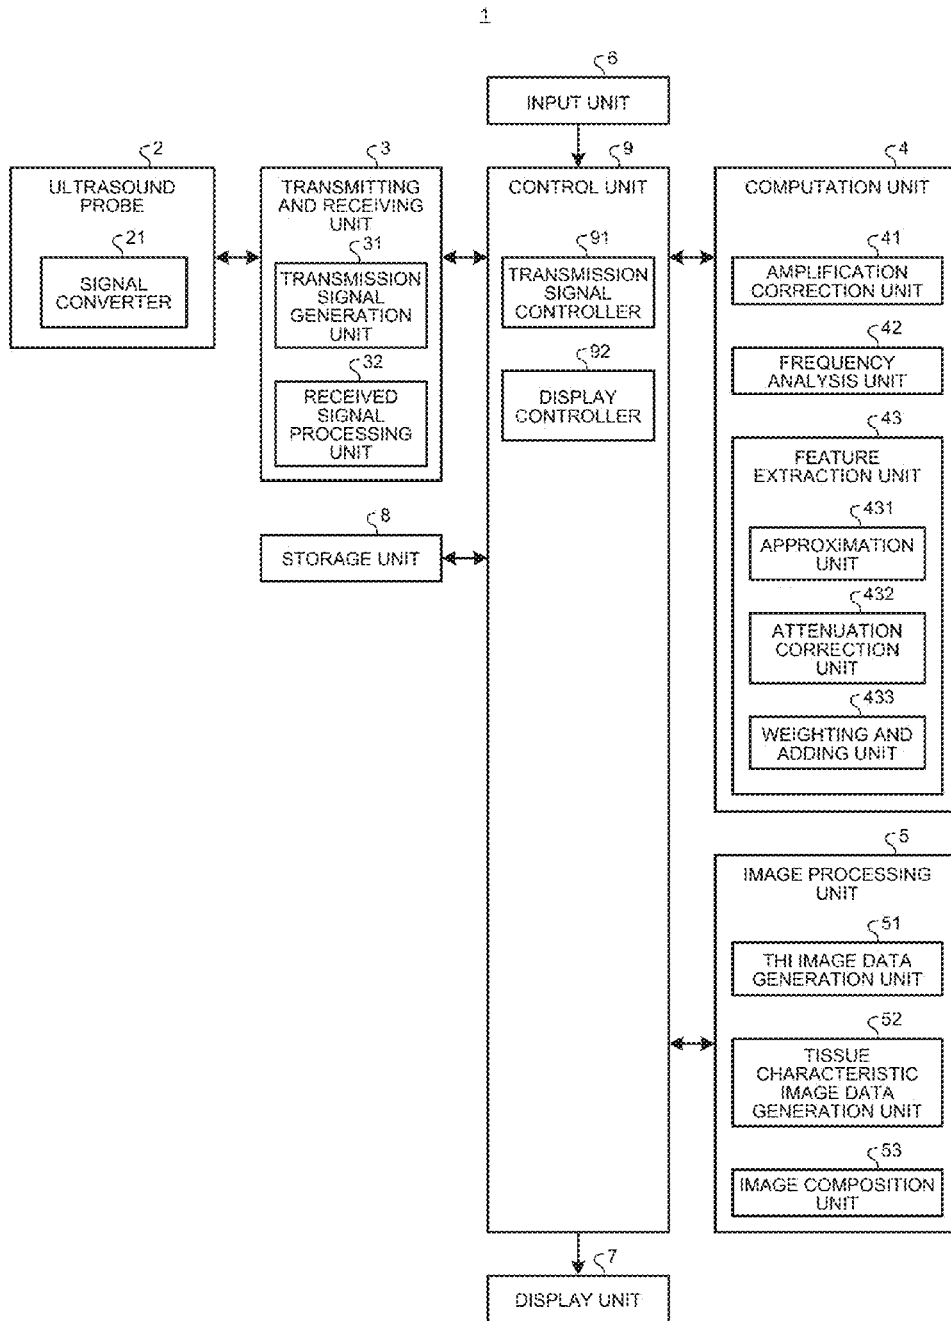 1
6
INPUT UNIT
2
ULTRASOUND
PROBE
21
SIGNAL
CONVERTER
3
TRANSMITTING
AND RECEIVING
UNIT
31
TRANSMISSION
SIGNAL
GENERATION
UNIT
32
RECEIVED
SIGNAL
PROCESSING
UNIT
8
STORAGE UNIT
9
CONTROL UNIT
91
TRANSMISSION
SIGNAL
CONTROLLER
92
DISPLAY
CONTROLLER
4
COMPUTATION UNIT
41
AMPLIFICATION
CORRECTION UNIT
42
FREQUENCY
ANALYSIS UNIT
43
FEATURE
EXTRACTION UNIT
431
APPROXIMATION
UNIT
432
ATTENUATION
CORRECTION
UNIT
433
WEIGHTING AND
ADDING UNIT
5
IMAGE PROCESSING
UNIT
51
THI IMAGE DATA
GENERATION UNIT
52
TISSUE
CHARACTERISTIC
IMAGE DATA
GENERATION UNIT
53
IMAGE COMPOSITION
UNIT
7
DISPLAY UNIT